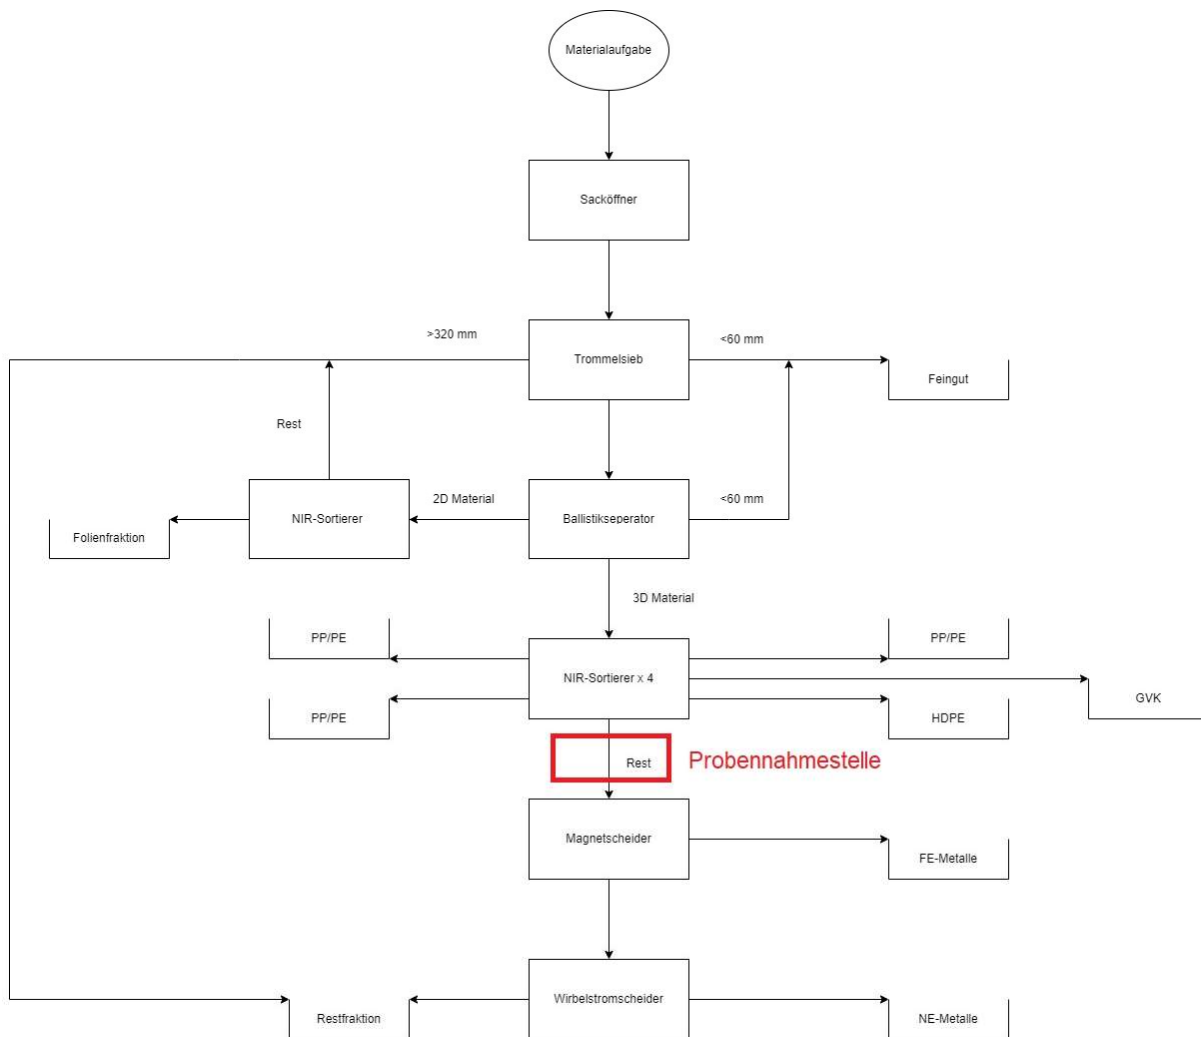 Materialaufgabe
Sacköffner
>320 mm
<60 mm
Trommelsieb
Feingut
Rest
2D Material
<60 mm
NIR-Sortierer
Ballistikseperator
Folienfraktion
3D Material
PP/PE
PP/PE
NIR-Sortierer x 4
GVK
PP/PE
HDPE
Rest
Probennahmestelle
Magnetscheider
FE-Metalle
Wirbelstromscheider
Restfraktion
NE-Metalle